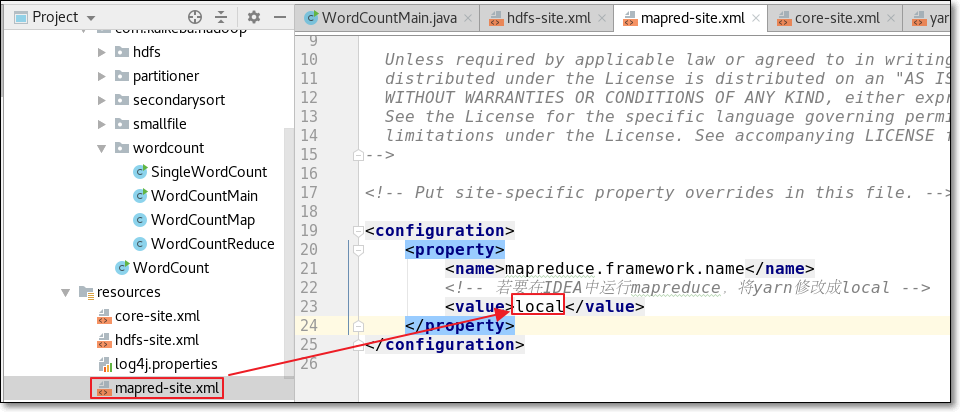 Project
com.kaikeba.hadoop
hdfs
partitioner
secondarysort
smallfile
wordcount
SingleWordCount
WordCountMain
WordCountMap
WordCountReduce
WordCount
resources
core-site.xml
hdfs-site.xml
log4j.properties
mapred-site.xml
WordCountMain.java
hdfs-site.xml
mapred-site.xml
core-site.xml
yar
9
10 Unless required by applicable law or agreed to in writing
11 distributed under the License is distributed on an "AS IS
12 WITHOUT WARRANTIES OR CONDITIONS OF ANY KIND, either expr
13 See the License for the specific language governing permi
14 limitations under the License. See accompanying LICENSE f
15 -->
16
17 <!-- Put site-specific property overrides in this file. -->
18
19 <configuration>
20 <property>
21 <name>mapreduce.framework.name</name>
22 <!-- 若要在IDEA中运行mapreduce，将yarn修改成local -->
23 <value>local</value>
24 </property>
25 </configuration>
26